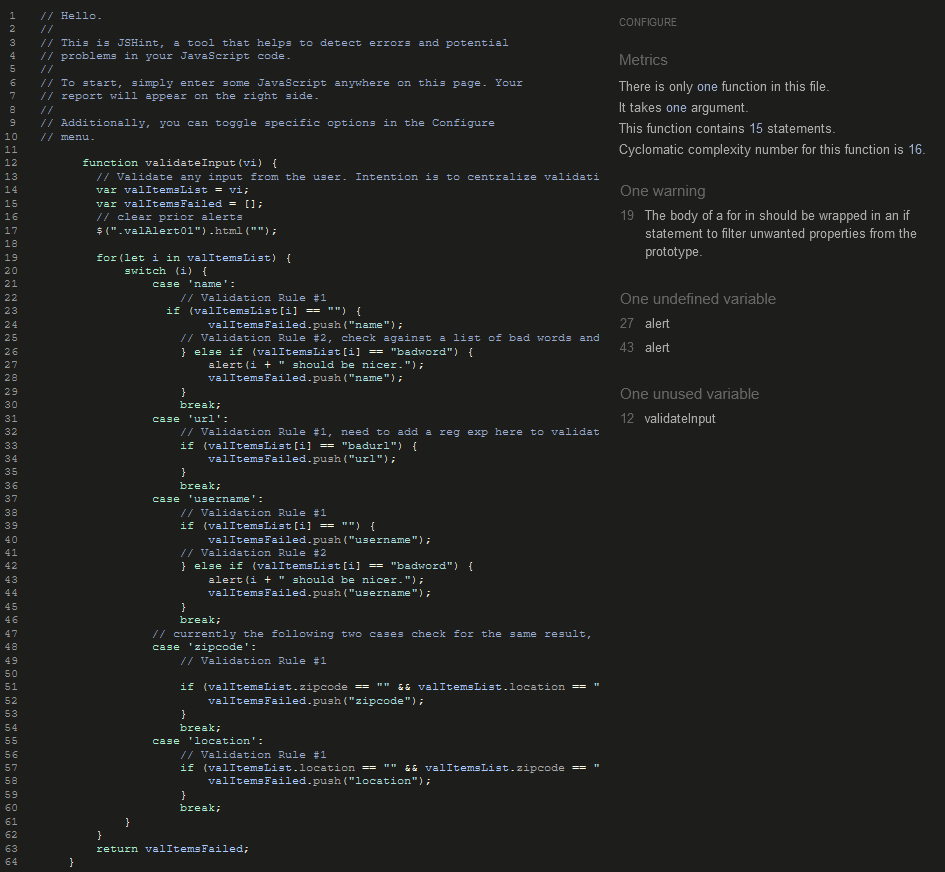 1 // Hello.
2 //
3 // This is JSHint, a tool that helps to detect errors and potential
4 // problems in your JavaScript code.
5 //
6 // To start, simply enter some JavaScript anywhere on this page. Your
7 // report will appear on the right side.
8 //
9 // Additionally, you can toggle specific options in the Configure
10 // menu.
11
12 function validateInput(vi) {
13 // Validate any input from the user. Intention is to centralize validati
14 var valItemsList = vi;
15 var valItemsFailed = [];
16 // clear prior alerts
17 $(".valAlert01").html("");
18
19 for(let i in valItemsList) {
20 switch (i) {
21 case 'name':
22 // Validation Rule #1
23 if (valItemsList[i] == "") {
24 valItemsFailed.push("name");
25 // Validation Rule #2, check against a list of bad words and
26 } else if (valItemsList[i] == "badword") {
27 alert(i + " should be nicer.");
28 valItemsFailed.push("name");
29 }
30 break;
31 case 'url':
32 // Validation Rule #1, need to add a reg exp here to validat
33 if (valItemsList[i] == "badurl") {
34 valItemsFailed.push("url");
35 }
36 break;
37 case 'username':
38 // Validation Rule #1
39 if (valItemsList[i] == "") {
40 valItemsFailed.push("username");
41 // Validation Rule #2
42 } else if (valItemsList[i] == "badword") {
43 alert(i + " should be nicer.");
44 valItemsFailed.push("username");
45 }
46 break;
47 // currently the following two cases check for the same result,
48 case 'zipcode':
49 // Validation Rule #1
50
51 if (valItemsList.zipcode == "" && valItemsList.location == "
52 valItemsFailed.push("zipcode");
53 }
54 break;
55 case 'location':
56 // Validation Rule #1
57 if (valItemsList.location == "" && valItemsList.zipcode == "
58 valItemsFailed.push("location");
59 }
60 break;
61 }
62 }
63 return valItemsFailed;
64 }
CONFIGURE
Metrics
There is only one function in this file.
It takes one argument.
This function contains 15 statements.
Cyclomatic complexity number for this function is 16.
One warning
19 The body of a for in should be wrapped in an if
statement to filter unwanted properties from the
prototype.
One undefined variable
27 alert
43 alert
One unused variable
12 validateInput